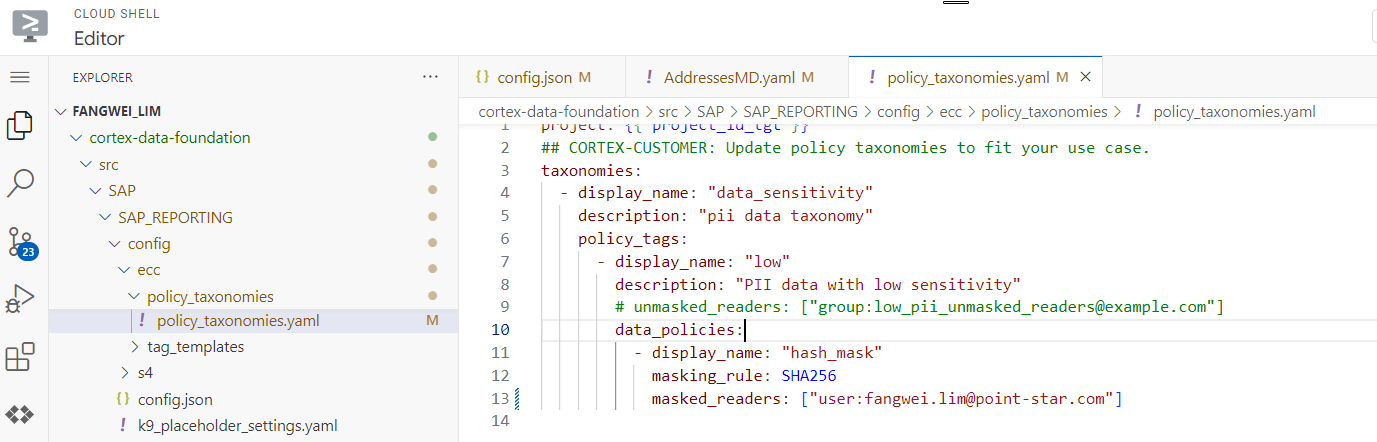 CLOUD SHELL
Editor
EXPLORER ...
FANGWEI_LIM
cortex-data-foundation
src
SAP
SAP_REPORTING
config
ecc
policy_taxonomies
! policy_taxonomies.yaml M
tag_templates
s4
{} config.json
! k9_placeholder_settings.yaml
23
{} config.json M
! AddressesMD.yaml M
! policy_taxonomies.yaml M ×
cortex-data-foundation > src > SAP > SAP_REPORTING > config > ecc > policy_taxonomies > ! policy_taxonomies.yaml
1 project: {{ project_id_tgt }}
2 ## CORTEX-CUSTOMER: Update policy taxonomies to fit your use case.
3 taxonomies:
4 - display_name: "data_sensitivity"
5 description: "pii data taxonomy"
6 policy_tags:
7 - display_name: "low"
8 description: "PII data with low sensitivity"
9 # unmasked_readers: ["group:low_pii_unmasked_readers@example.com"]
10 data_policies:
11 - display_name: "hash_mask"
12 masking_rule: SHA256
13 masked_readers: ["user:fangwei.lim@point-star.com"]
14